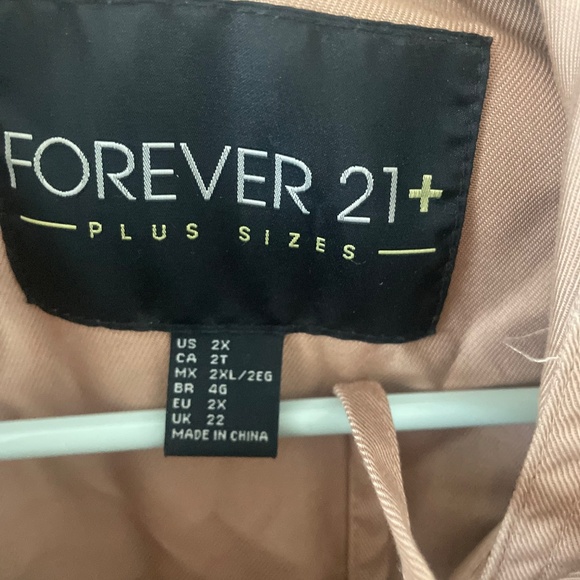 FOREVER 21+
PLUS SIZES
US 2X
CA 2T
MX 2XL/2EG
BR 4G
EU 2X
UK 22
MADE IN CHINA